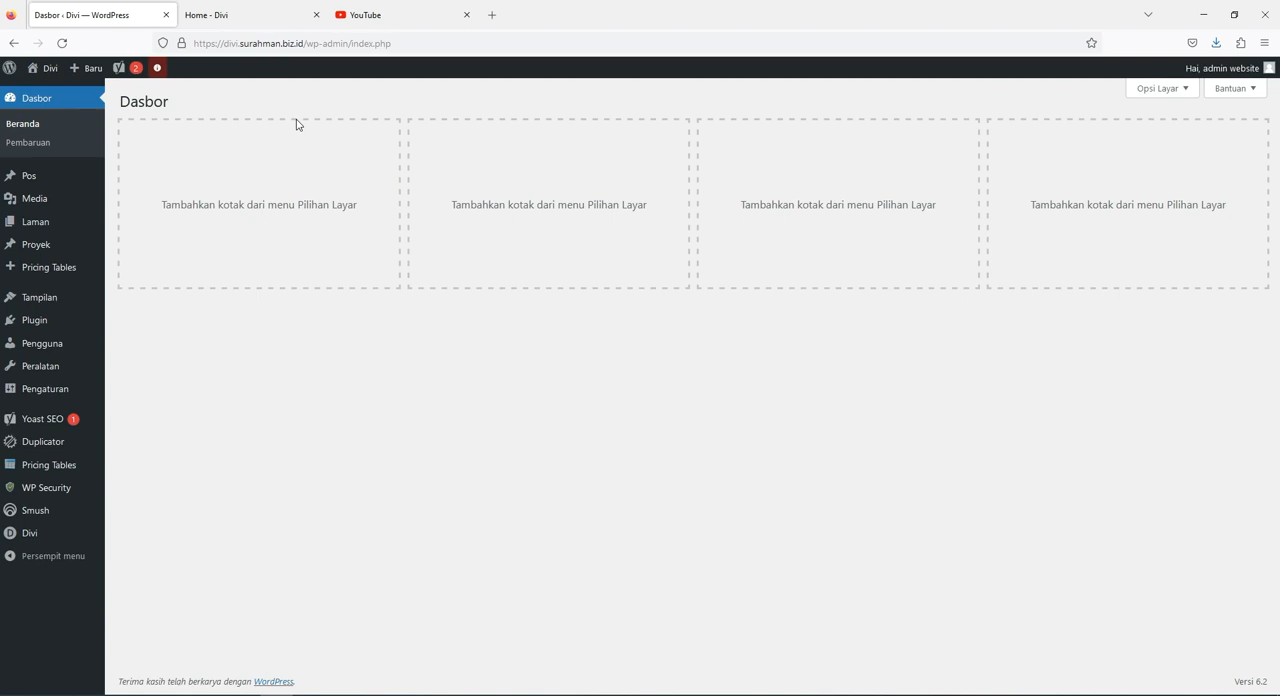 Dasbor ‹ Divi — WordPress
Home - Divi
YouTube
https://divi.surahman.biz.id/wp-admin/index.php
Divi
Baru
2
Hai, admin website
Dasbor
Beranda
Pembaruan
Pos
Media
Laman
Proyek
Pricing Tables
Tampilan
Plugin
Pengguna
Peralatan
Pengaturan
Yoast SEO 1
Duplicator
Pricing Tables
WP Security
Smush
Divi
Persempit menu
Opsi Layar
Bantuan
Dasbor
Tambahkan kotak dari menu Pilihan Layar
Tambahkan kotak dari menu Pilihan Layar
Tambahkan kotak dari menu Pilihan Layar
Tambahkan kotak dari menu Pilihan Layar
Terima kasih telah berkarya dengan WordPress.
Versi 6.2